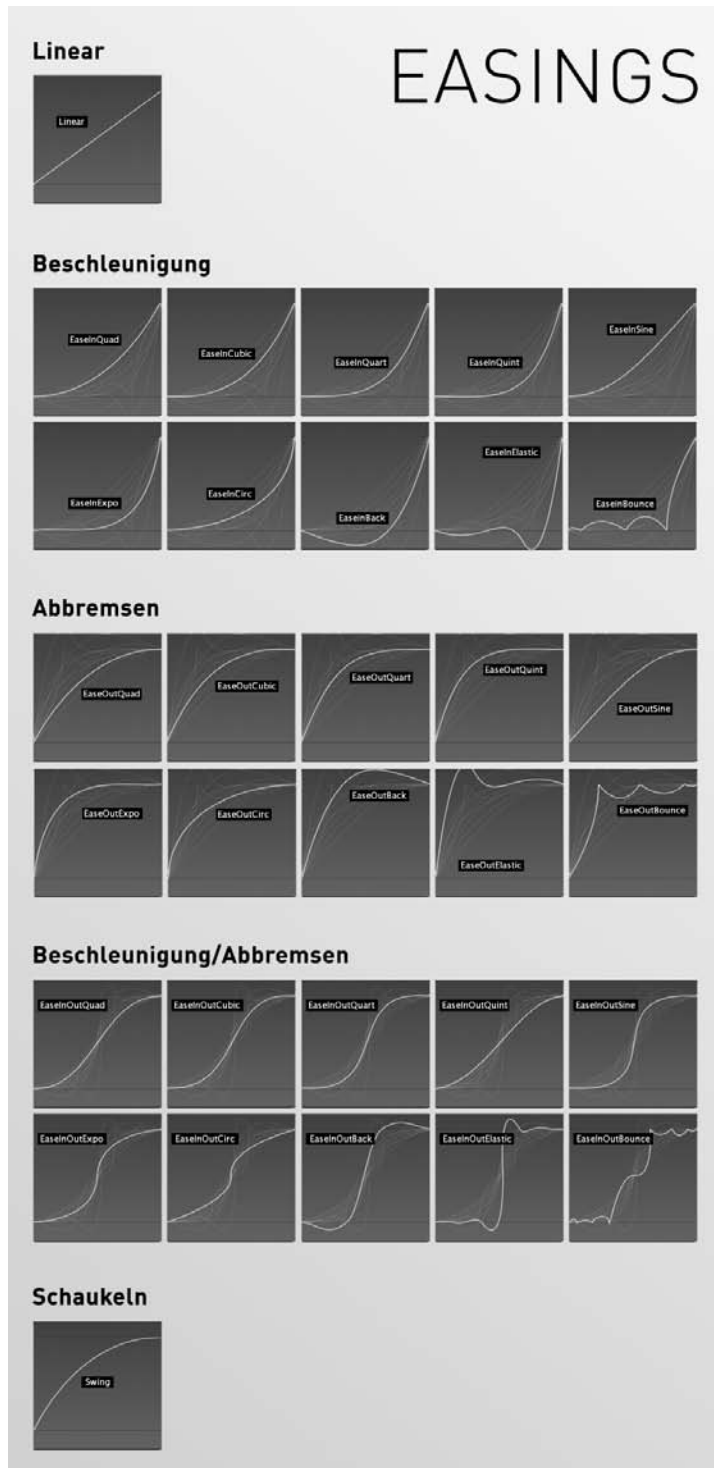 Linear
EASINGS
Linear
Beschleunigung
EaseInQuad
EaseInCubic
EaseInQuart
EaseInQuint
EaseInSine
EaseInExpo
EaseInCirc
EaseinBack
EaseInElastic
EaseinBounce
Abbremsen
EaseOutQuad
EaseOutCubic
EaseOutQuart
EaseOutQuint
EaseOutSine
EaseOutExpo
EaseOutCirc
EaseOutBack
EaseOutElastic
EaseOutBounce
Beschleunigung/Abbremsen
EaseInOutQuad
EaseInOutCubic
EaseInOutQuart
EaseInOutQuint
EaseInOutSine
EaseInOutExpo
EaseInOutCirc
EaseInOutBack
EaseInOutElastic
EaseInOutBounce
Schaukeln
Swing